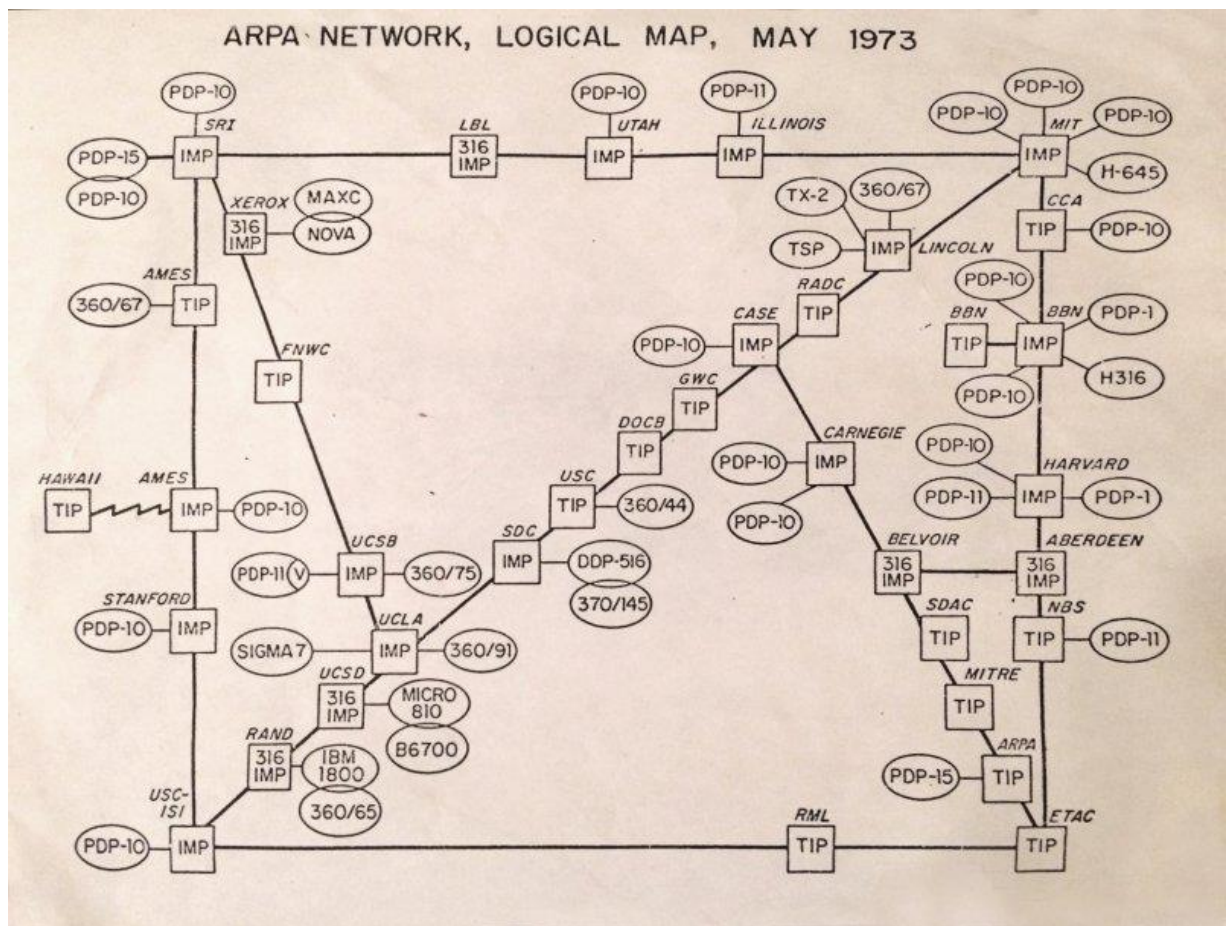 ARPA NETWORK, LOGICAL MAP, MAY 1973
PDP-10
SRI
PDP-15
IMP
PDP-10
LBL
316
IMP
PDP-10
UTAH
IMP
PDP-11
ILLINOIS
IMP
PDP-10
PDP-10
MIT
PDP-10
IMP
H-645
XEROX
316
IMP
MAXC
NOVA
TX-2
360/67
TSP
IMP
LINCOLN
CCA
TIP
PDP-10
AMES
360/67
TIP
RADC
TIP
CASE
PDP-10
IMP
PDP-10
BBN
TIP
BBN
IMP
PDP-1
PDP-10
H316
FNWC
TIP
GWC
TIP
DOCB
TIP
CARNEGIE
PDP-10
IMP
PDP-10
PDP-10
HARVARD
PDP-11
IMP
PDP-1
HAWAII
TIP
AMES
IMP
PDP-10
USC
TIP
360/44
SDC
IMP
DDP-516
370/145
UCSB
PDP-11
V
IMP
360/75
BELVOIR
316
IMP
ABERDEEN
316
IMP
STANFORD
PDP-10
IMP
UCLA
SIGMA 7
IMP
360/91
SDAC
TIP
NBS
TIP
PDP-11
UCSD
316
IMP
MICRO
810
B6700
MITRE
TIP
RAND
316
IMP
IBM
1800
360/65
ARPA
PDP-15
TIP
USC-
ISI
PDP-10
IMP
RML
TIP
ETAC
TIP